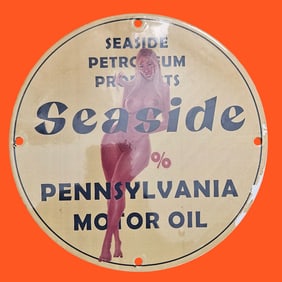 SEASIDE
PETROLEUM
PRODUCTS
Seaside
%
PENNSYLVANIA
MOTOR OIL